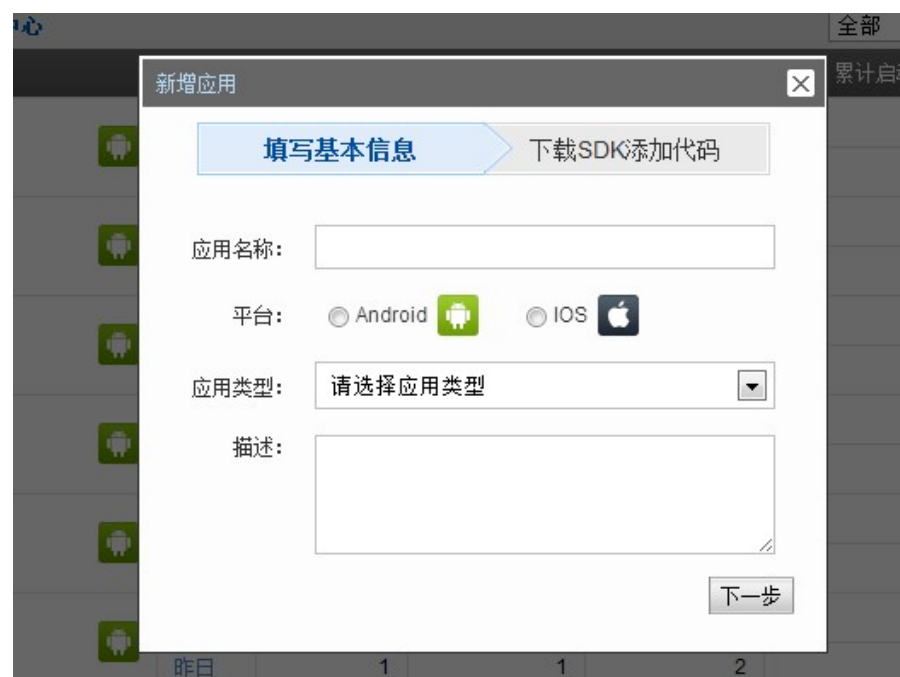 中心
全部
新增应用
累计启动
填写基本信息
下载SDK添加代码
应用名称：
平台：
Android
IOS
应用类型：
请选择应用类型
描述：
下一步
昨日
1
1
2